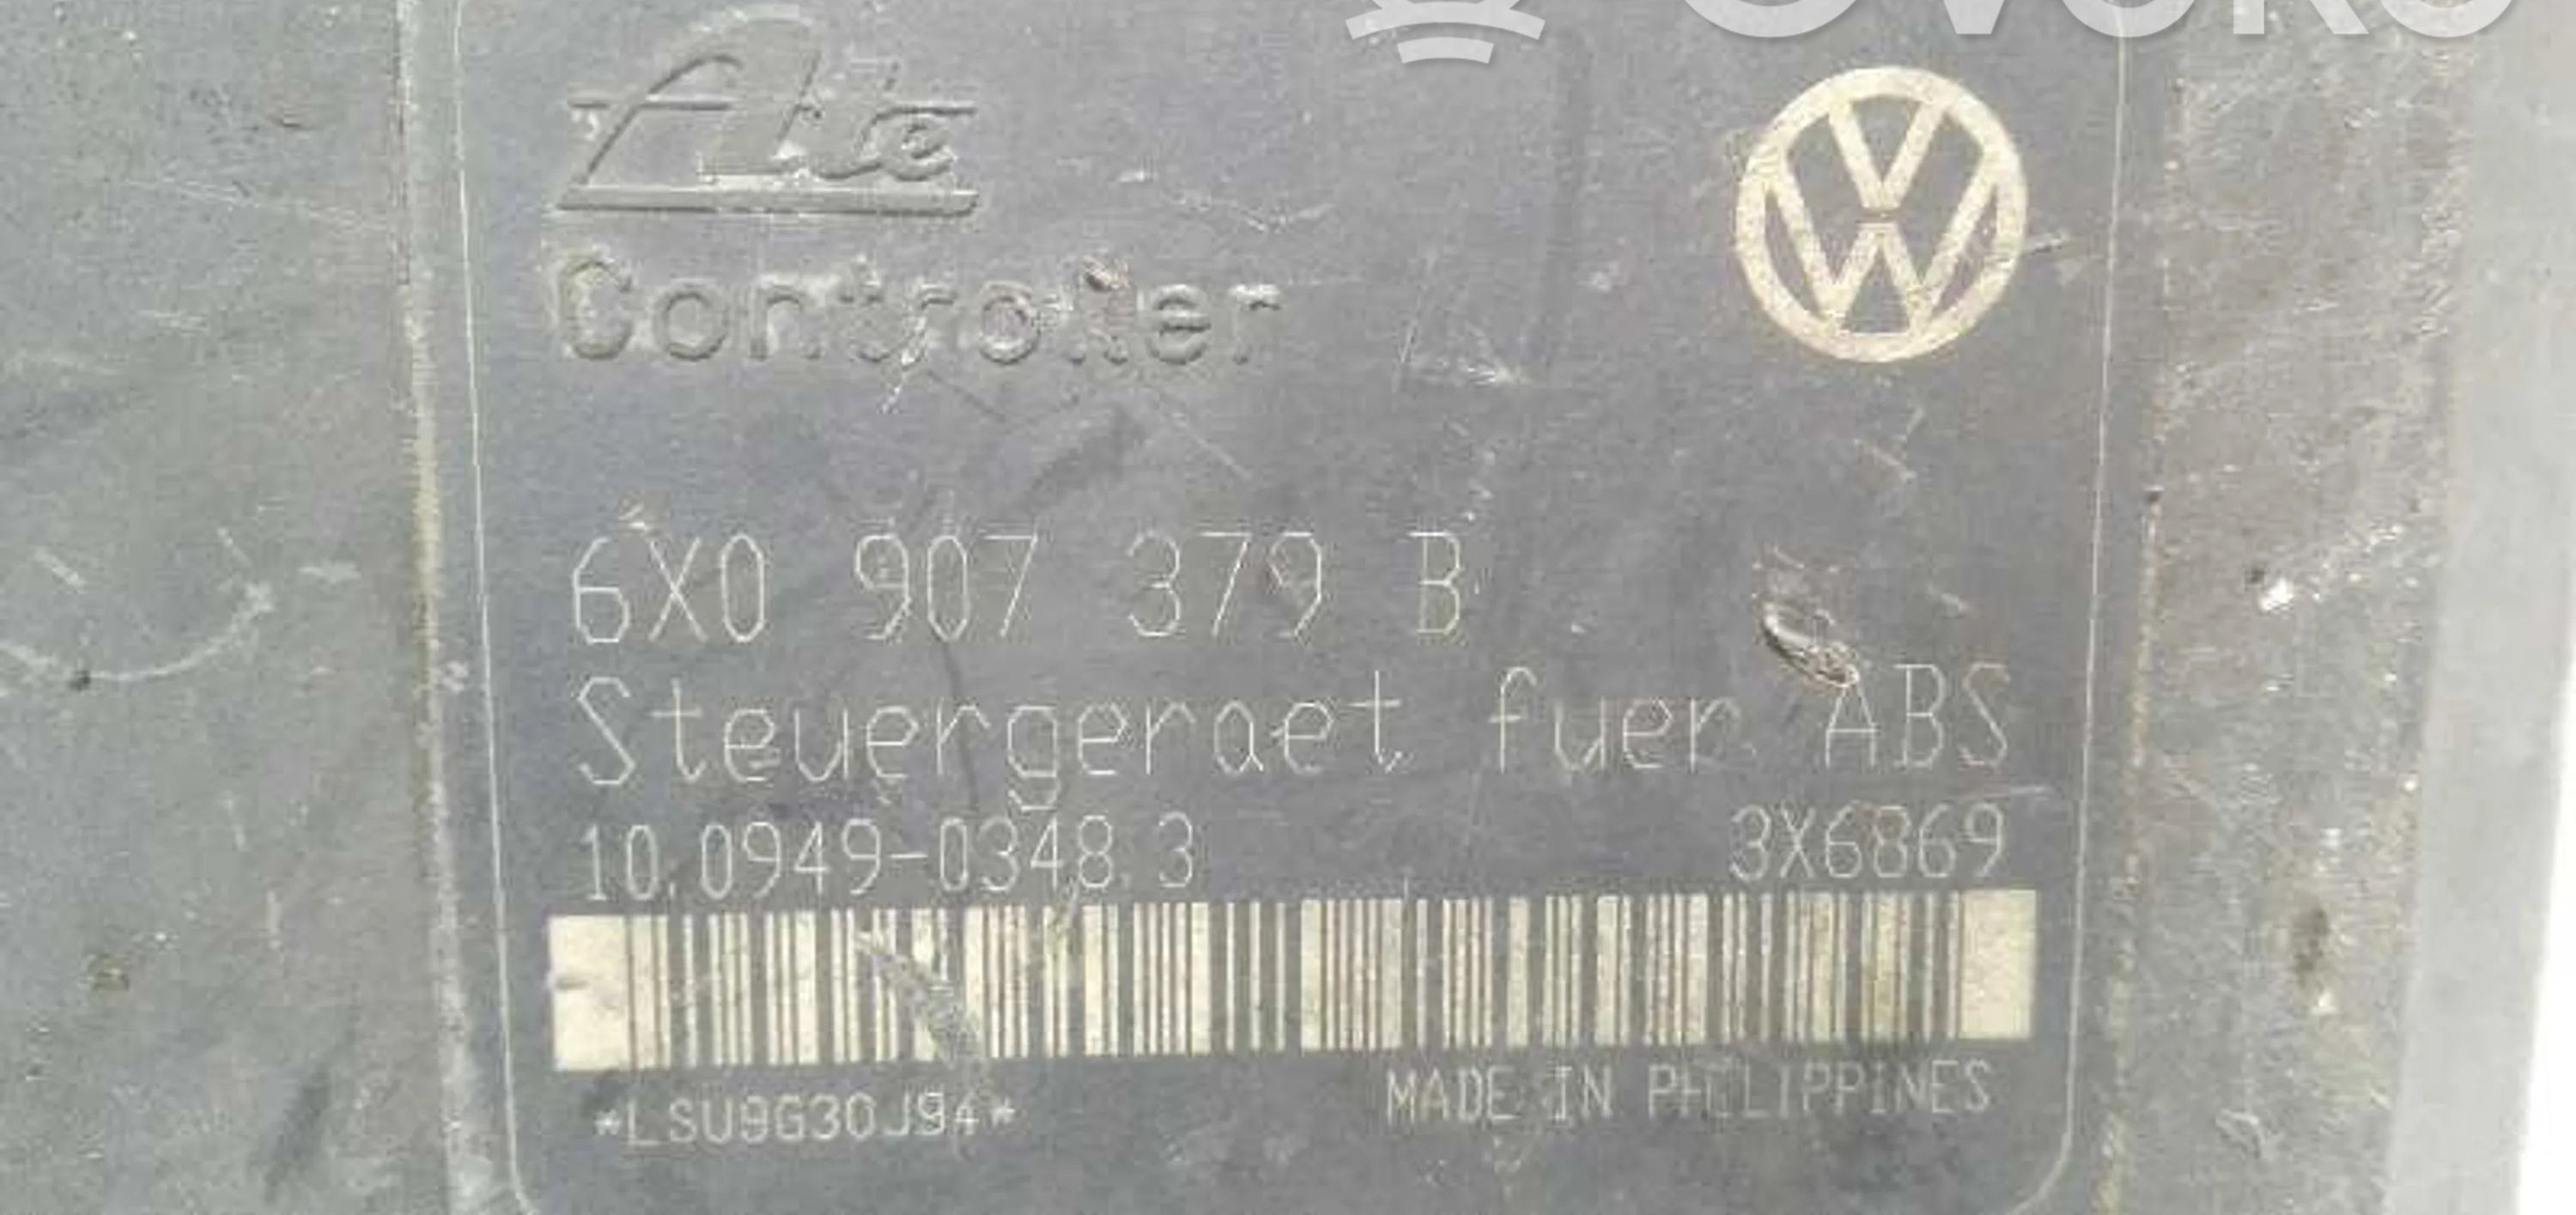 Ate
Controller
6X0 907 379 B
Steuergeraet fuer ABS
10.0949-0348.3 3X6869
*LSU9G30J94* MADE IN PHILIPPINES